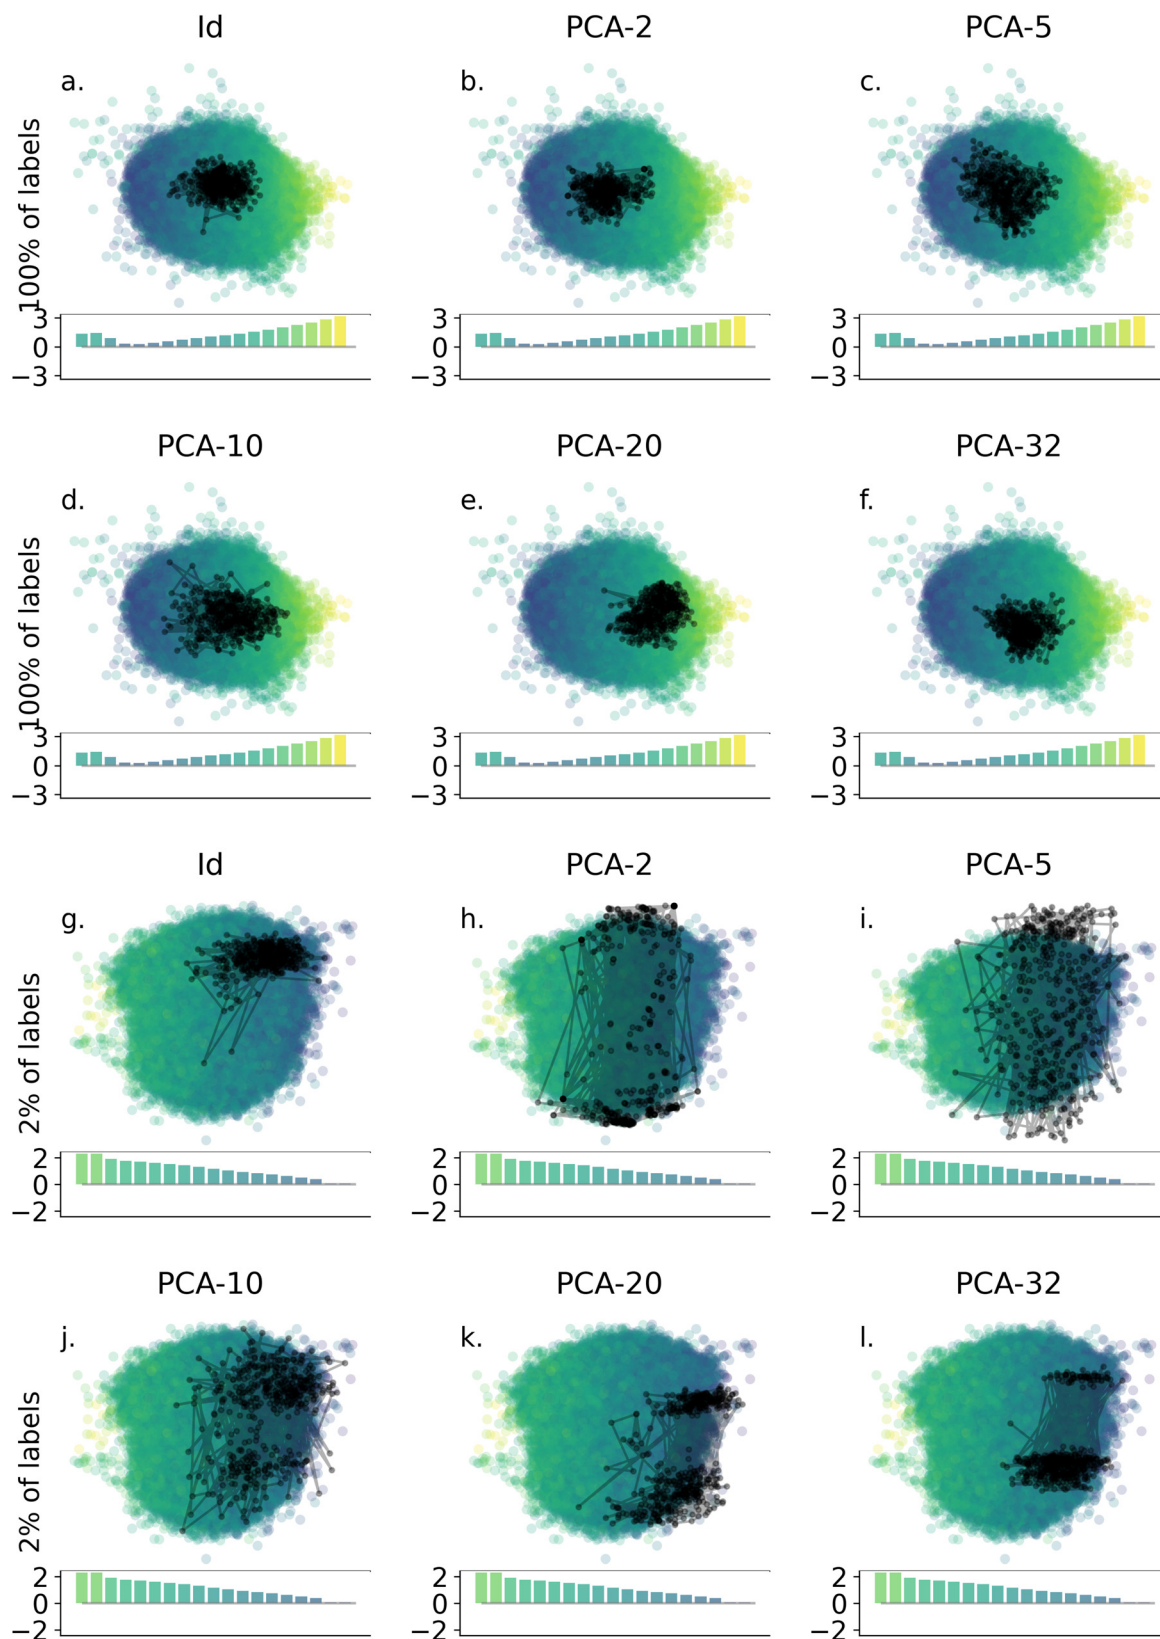 Id PCA-2 PCA-5
a. b. c.
100% of labels
3 3 3
0 0 0
−3 −3 −3
PCA-10 PCA-20 PCA-32
d. e. f.
100% of labels
3 3 3
0 0 0
−3 −3 −3
Id PCA-2 PCA-5
g. h. i.
2% of labels
2 2 2
0 0 0
−2 −2 −2
PCA-10 PCA-20 PCA-32
j. k. l.
2% of labels
2 2 2
0 0 0
−2 −2 −2